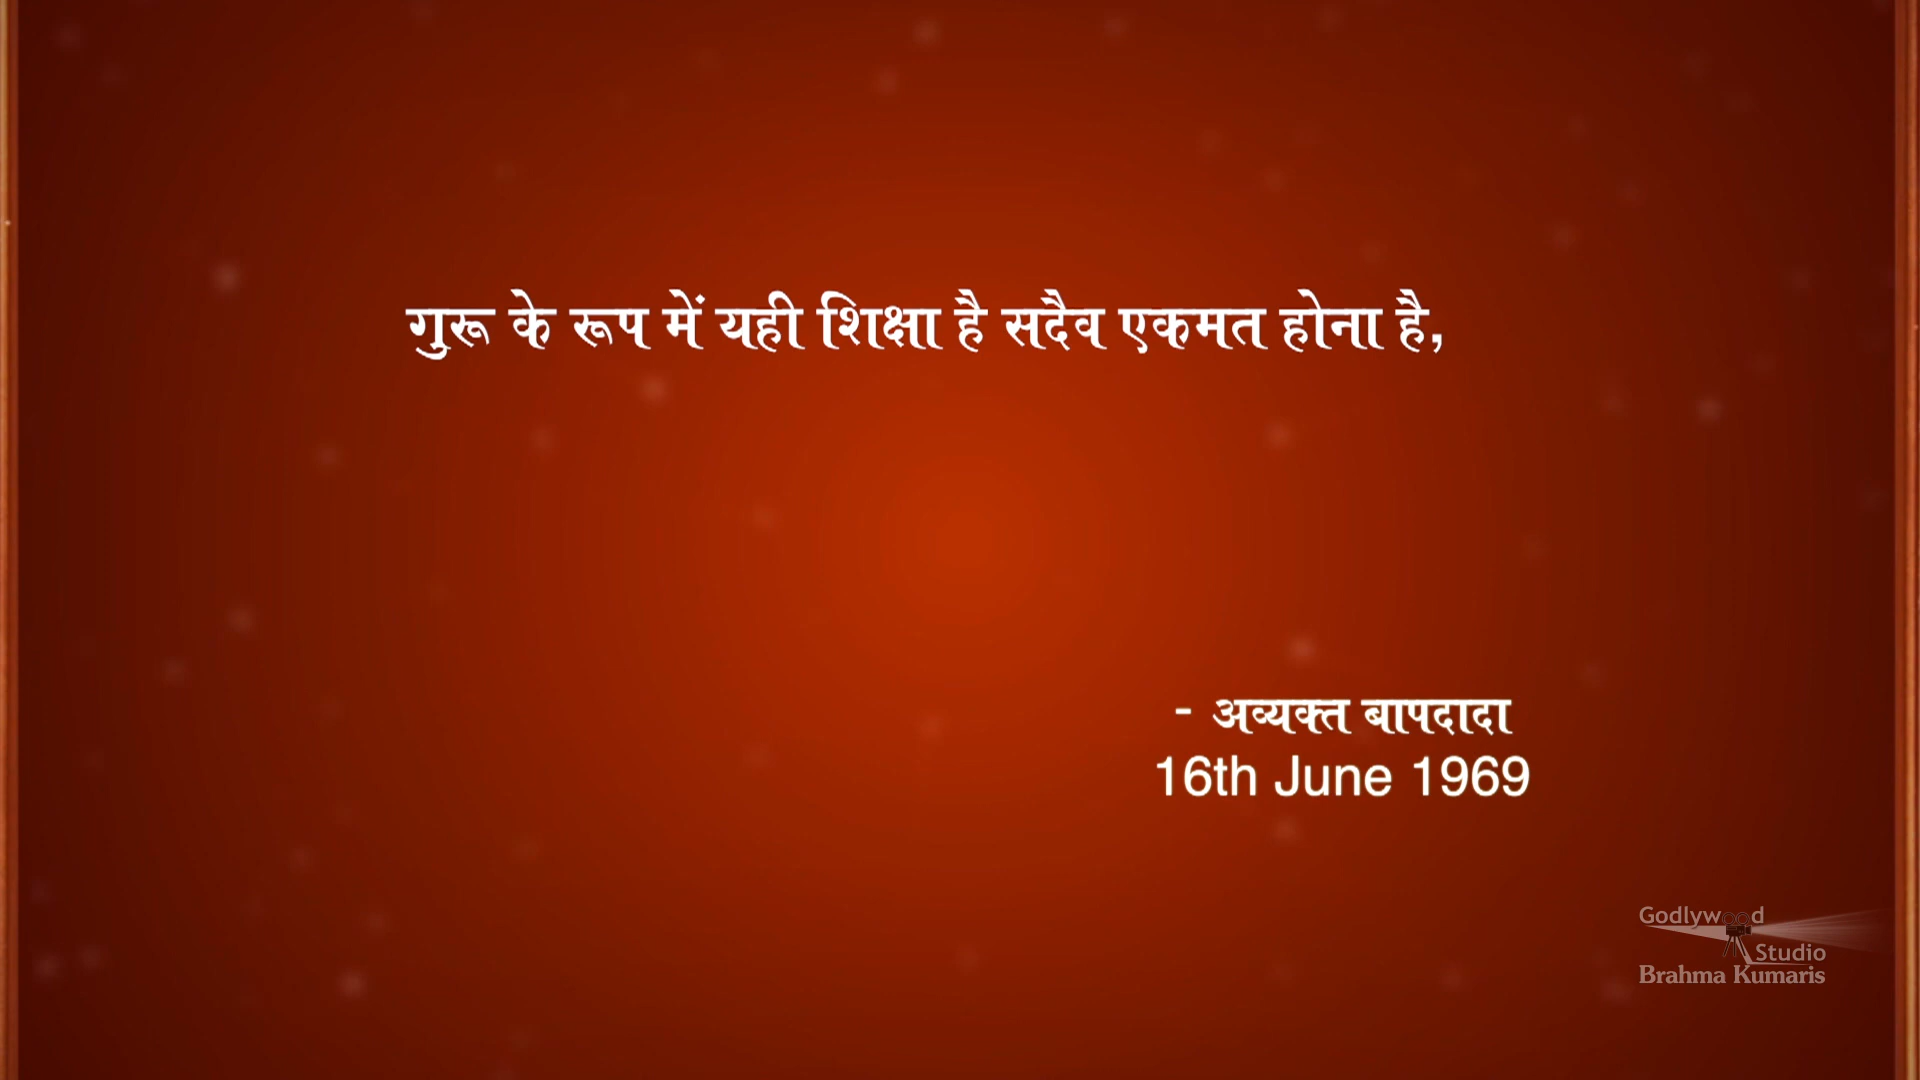 गुरू के रूप में यही शिक्षा है सदैव एकमत होना है,
- अव्यक्त बापदादा
16th June 1969
Godlywood
Studio
Brahma Kumaris